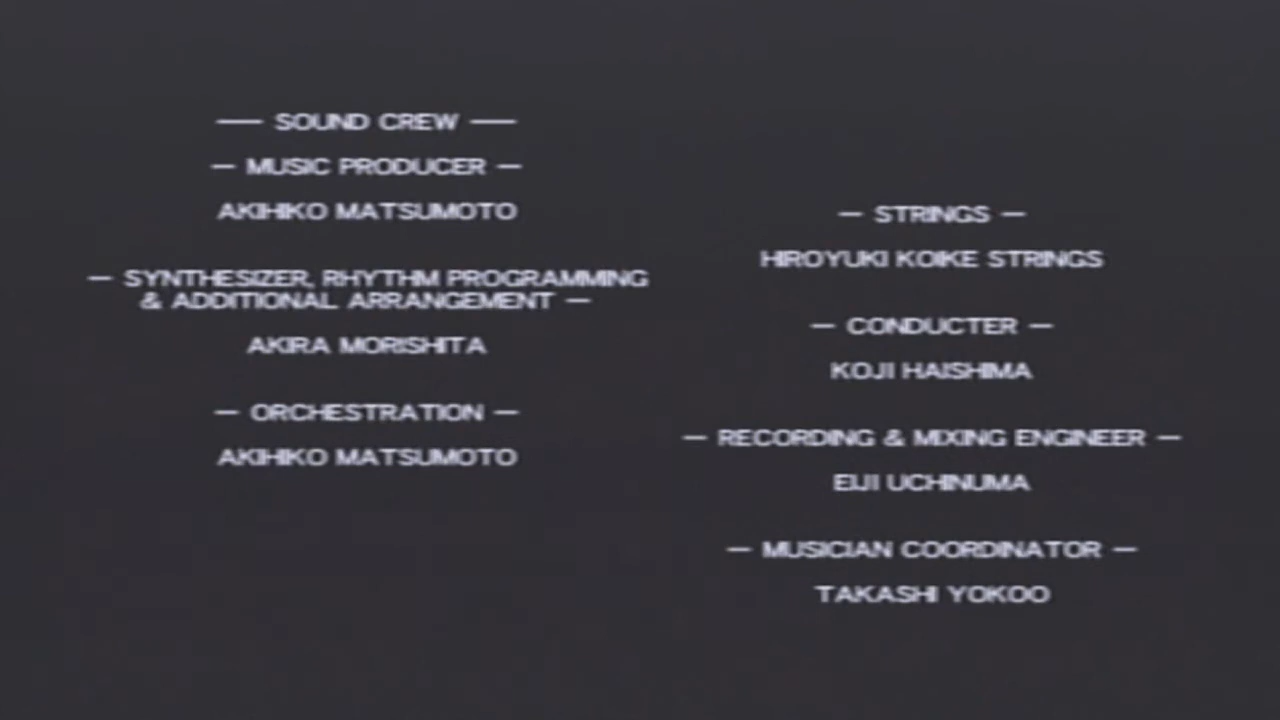 — SOUND CREW —
– MUSIC PRODUCER –
AKIHIKO MATSUMOTO
– SYNTHESIZER, RHYTHM PROGRAMMING
& ADDITIONAL ARRANGEMENT –
AKIRA MORISHITA
– ORCHESTRATION –
AKIHIKO MATSUMOTO
– STRINGS –
HIROYUKI KOIKE STRINGS
– CONDUCTER –
KOJI HAISHIMA
– RECORDING & MIXING ENGINEER –
EIJI UCHINUMA
– MUSICIAN COORDINATOR –
TAKASHI YOKOO